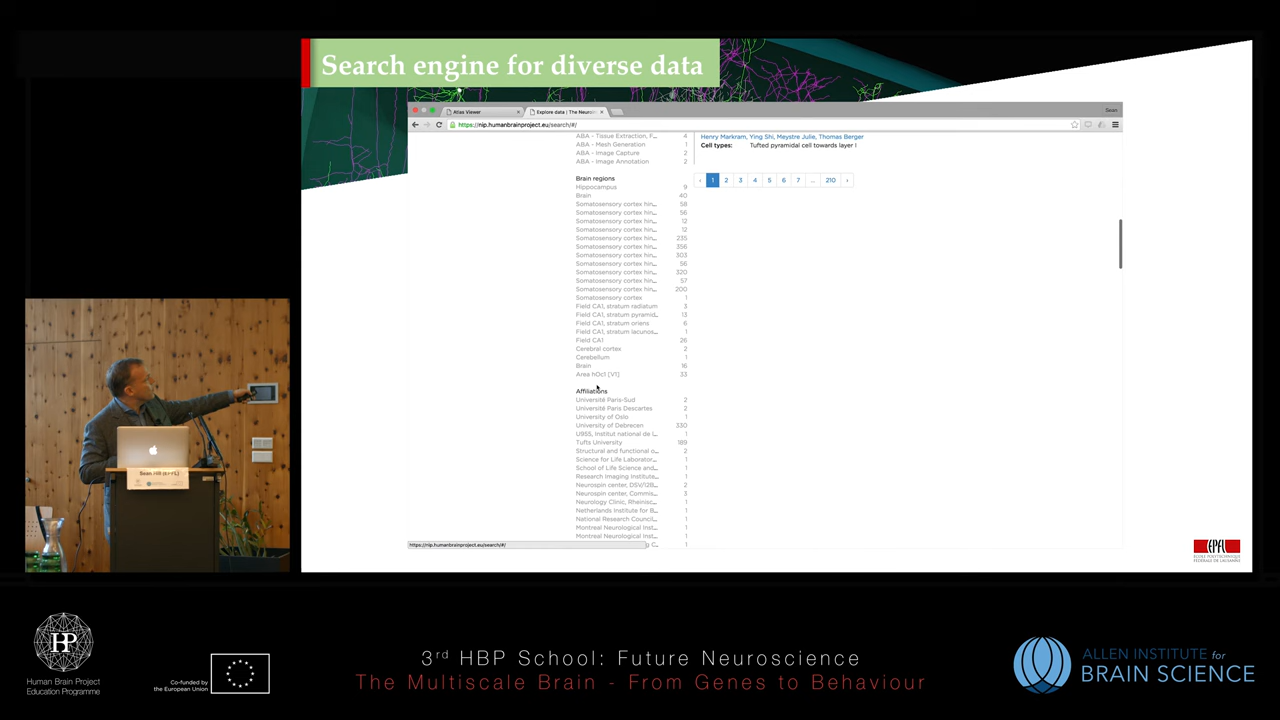 Search engine for diverse data
Atlas Viewer
Explore data | The Neuroi
Sean
https://nip.humanbrainproject.eu/search/#/
ABA - Tissue Extraction, F... 4
ABA - Mesh Generation 1
ABA - Image Capture 2
ABA - Image Annotation 2
Henry Markram, Ying Shi, Meystre Julie, Thomas Berger
Cell types: Tufted pyramidal cell towards layer I
‹ 1 2 3 4 5 6 7 ... 210 ›
Brain regions
Hippocampus 9
Brain 40
Somatosensory cortex hin... 58
Somatosensory cortex hin... 56
Somatosensory cortex hin... 12
Somatosensory cortex hin... 12
Somatosensory cortex hin... 235
Somatosensory cortex hin... 356
Somatosensory cortex hin... 303
Somatosensory cortex hin... 56
Somatosensory cortex hin... 320
Somatosensory cortex hin... 57
Somatosensory cortex hin... 200
Somatosensory cortex 1
Field CA1, stratum radiatum 3
Field CA1, stratum pyramid... 13
Field CA1, stratum oriens 6
Field CA1, stratum lacunos... 1
Field CA1 26
Cerebral cortex 2
Cerebellum 1
Brain 16
Area hOc1 [V1] 33
Affiliations
Université Paris-Sud 2
Université Paris Descartes 2
University of Oslo 1
University of Debrecen 330
U955, Institut national de l... 1
Tufts University 189
Structural and functional o... 2
Science for Life Laborator... 1
School of Life Science and... 1
Research Imaging Institute... 1
Neurospin center, DSV/I2B... 2
Neurospin center, Commis... 3
Neurology Clinic, Rheinisc... 1
Netherlands Institute for B... 1
National Research Council... 1
Montreal Neurological Inst... 1
Montreal Neurological Inst... 1
g C... 1
https://nip.humanbrainproject.eu/search/#/
EPFL
ÉCOLE POLYTECHNIQUE
FÉDÉRALE DE LAUSANNE
Sean Hill (EPFL)
HP
Human Brain Project
Education Programme
Co-funded by
the European Union
3rd HBP School: Future Neuroscience
The Multiscale Brain - From Genes to Behaviour
ALLEN INSTITUTE for
BRAIN SCIENCE